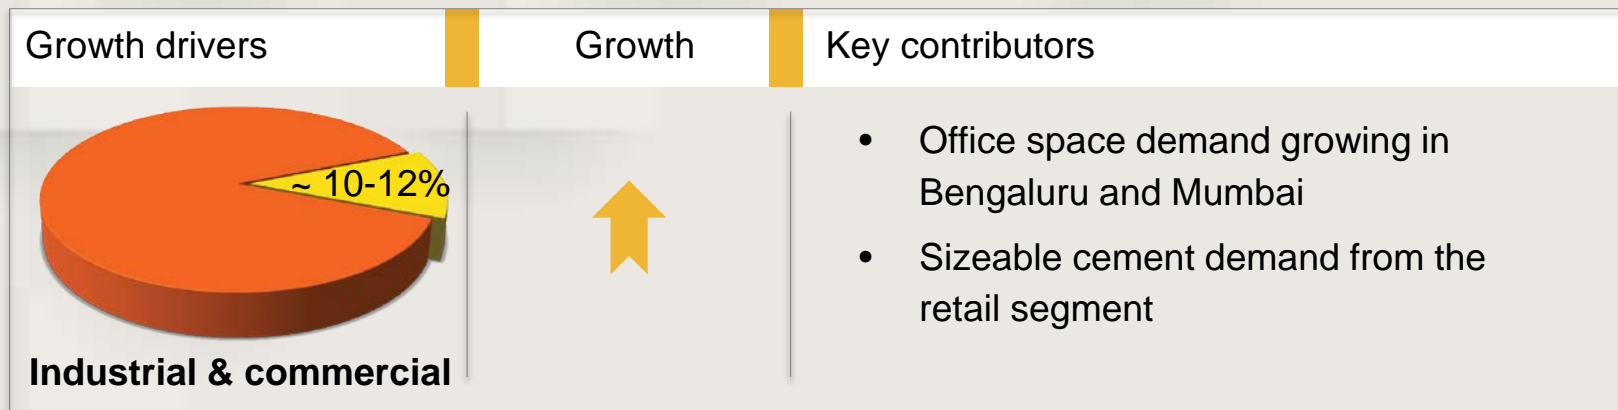 Growth drivers
Growth
Key contributors
~ 10-12%
Industrial & commercial
• Office space demand growing in
Bengaluru and Mumbai
• Sizeable cement demand from the
retail segment